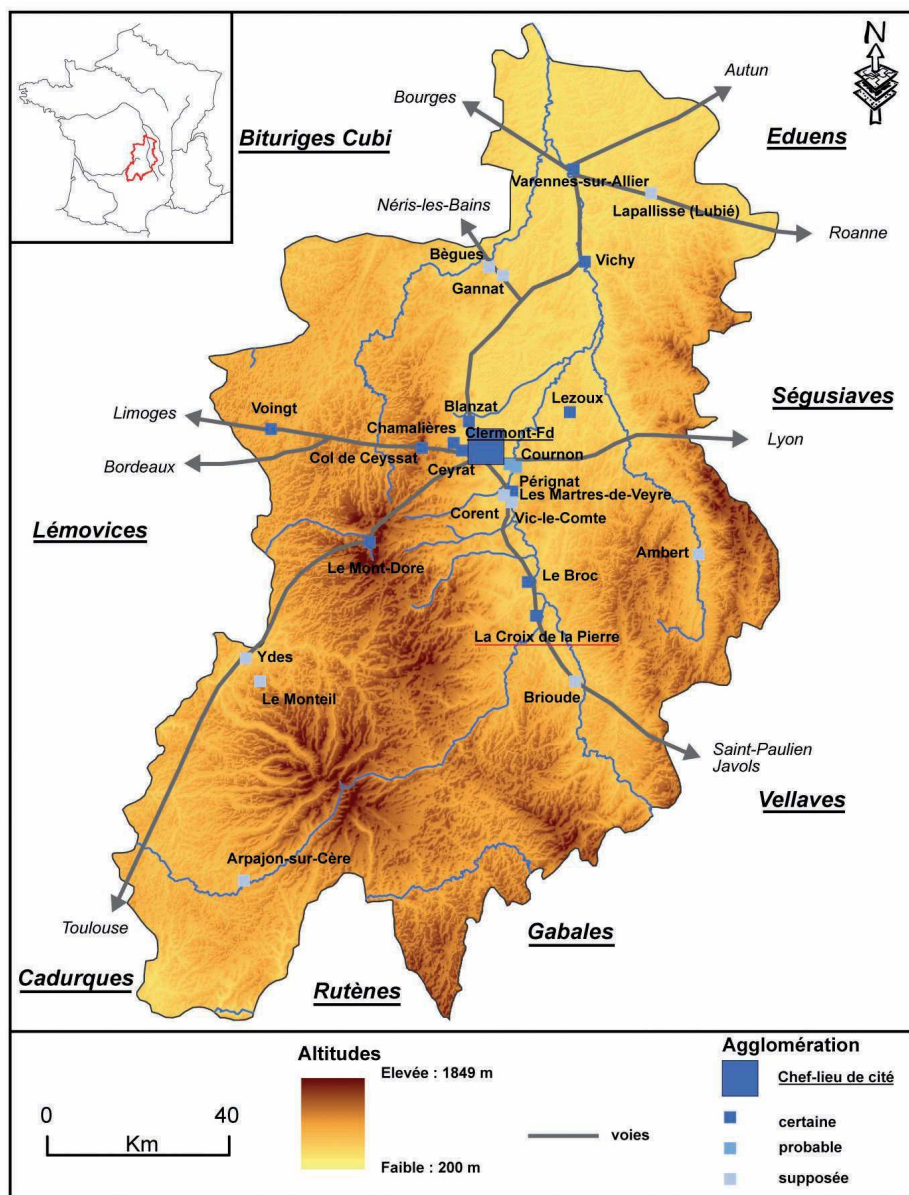 N
Autun
Bourges
Bituriges Cubi
Eduens
Varennes-sur-Allier
Lapallisse (Lubié)
Néris-les-Bains
Roanne
Bègues
Vichy
Gannat
Ségusiaves
Lezoux
Limoges
Voingt
Blanzat
Chamalières
Clermont-Fd
Lyon
Bordeaux
Col de Ceyssat
Ceyrat
Cournon
Pérignat
Les Martres-de-Veyre
Corent
Vic-le-Comte
Lémovices
Ambert
Le Mont-Dore
Le Broc
La Croix de la Pierre
Ydes
Le Monteil
Brioude
Saint-Paulien
Javols
Vellaves
Arpajon-sur-Cère
Toulouse
Gabales
Cadurques
Rutènes
Altitudes
Elevée : 1849 m
Faible : 200 m
0 40
Km
voies
Agglomération
Chef-lieu de cité
certaine
probable
supposée